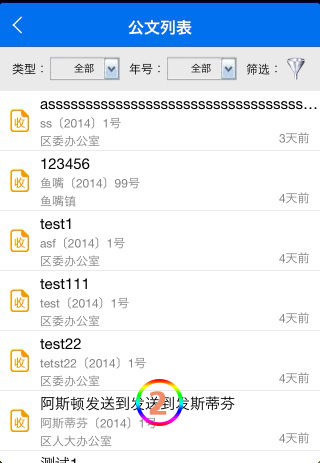 公文列表
类型： 全部 年号： 全部 筛选：
asssssssssssssssssssssssssssssssssss...
ss〔2014〕1号
区委办公室 3天前
收
123456
鱼嘴〔2014〕99号
鱼嘴镇 4天前
收
test1
asf〔2014〕1号
区委办公室 4天前
收
test111
test〔2014〕1号
区委办公室 4天前
收
test22
tetst22〔2014〕1号
区委办公室 4天前
收
阿斯顿发送到发送到发斯蒂芬
阿斯蒂芬〔2014〕1号
区人大办公室 4天前
收
2
测试1